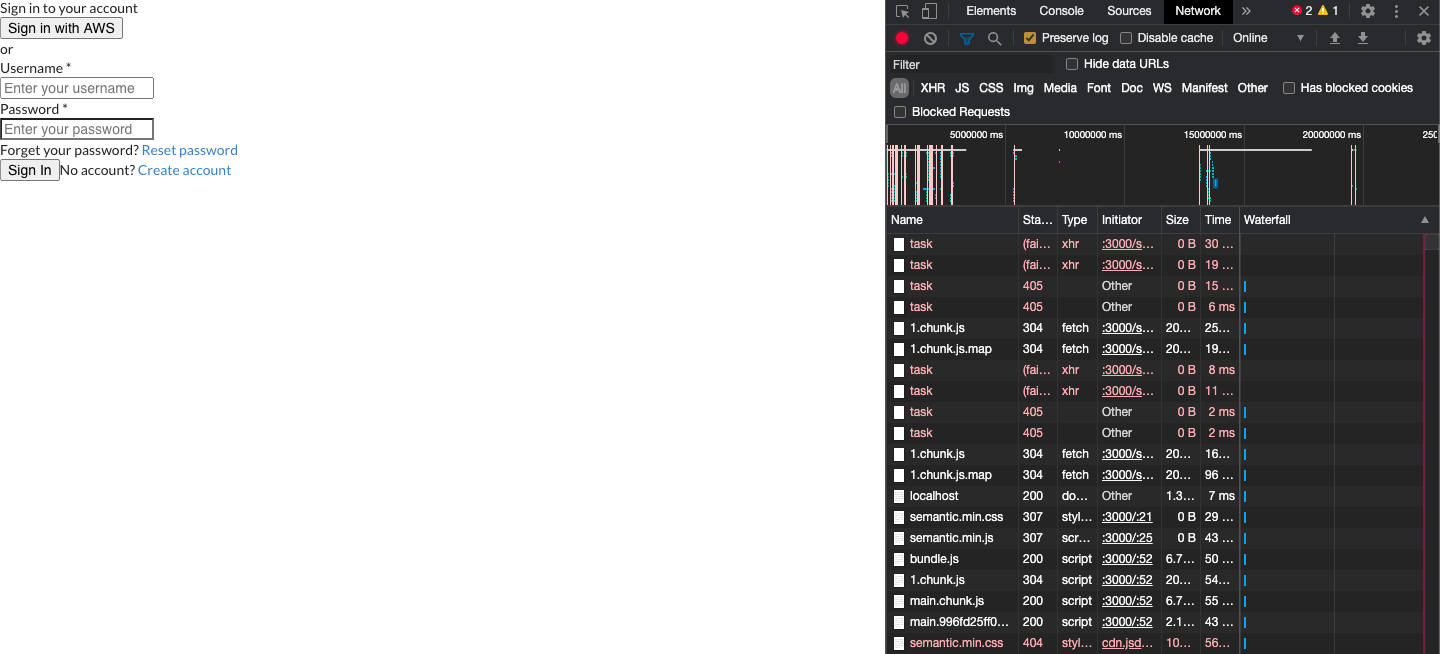 Sign in to your account
Sign in with AWS
or
Username *
Enter your username
Password *
Enter your password
Forget your password? Reset password
Sign In No account? Create account
Elements Console Sources Network » 2 1
Preserve log Disable cache Online
Filter Hide data URLs
All XHR JS CSS Img Media Font Doc WS Manifest Other Has blocked cookies
Blocked Requests
5000000 ms 10000000 ms 15000000 ms 20000000 ms 250
Name Sta... Type Initiator Size Time Waterfall
task (fai... xhr :3000/s... 0 B 30 ...
task (fai... xhr :3000/s... 0 B 19 ...
task 405 Other 0 B 15 ...
task 405 Other 0 B 6 ms
1.chunk.js 304 fetch :3000/s... 20... 25...
1.chunk.js.map 304 fetch :3000/s... 20... 19...
task (fai... xhr :3000/s... 0 B 8 ms
task (fai... xhr :3000/s... 0 B 11 ...
task 405 Other 0 B 2 ms
task 405 Other 0 B 2 ms
1.chunk.js 304 fetch :3000/s... 20... 16...
1.chunk.js.map 304 fetch :3000/s... 20... 96 ...
localhost 200 do... Other 1.3... 7 ms
semantic.min.css 307 styl... :3000/:21 0 B 29 ...
semantic.min.js 307 scr... :3000/:25 0 B 43 ...
bundle.js 200 script :3000/:52 6.7... 50 ...
1.chunk.js 304 script :3000/:52 20... 54...
main.chunk.js 200 script :3000/:52 6.7... 55 ...
main.996fd25ff0... 200 script :3000/:52 2.1... 43 ...
semantic.min.css 404 styl... cdn.jsd... 10... 56...